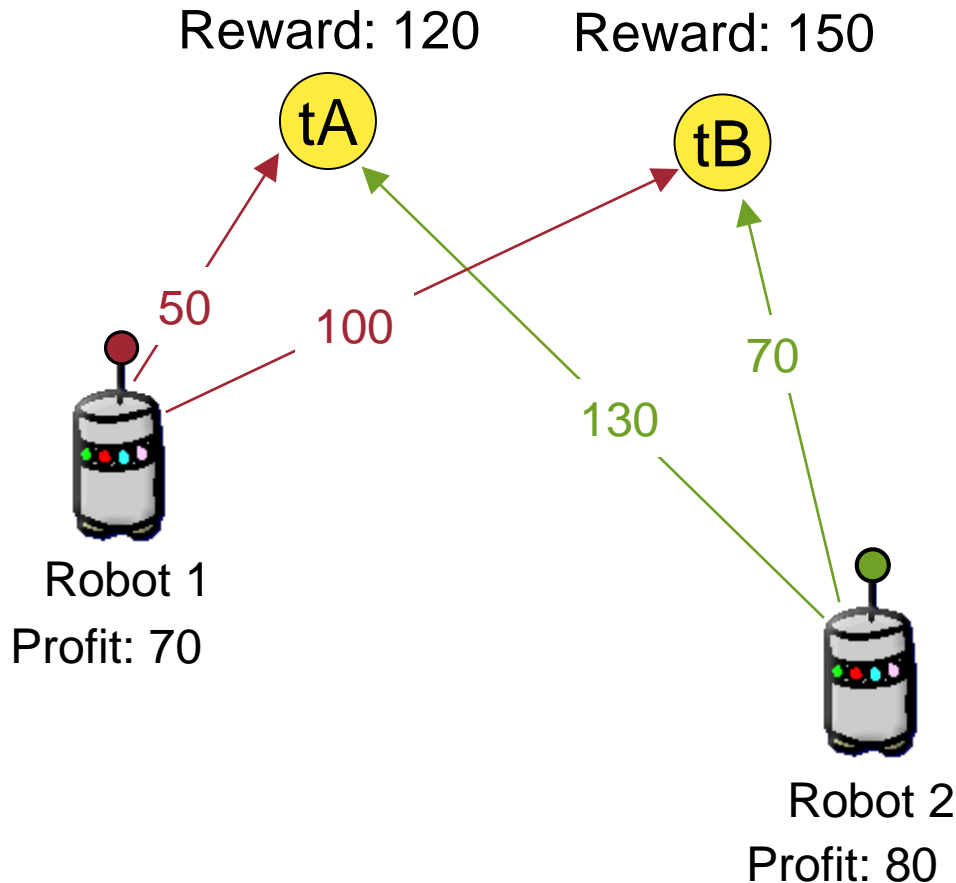 Reward: 120
Reward: 150
tA
tB
50
100
70
130
Robot 1
Profit: 70
Robot 2
Profit: 80